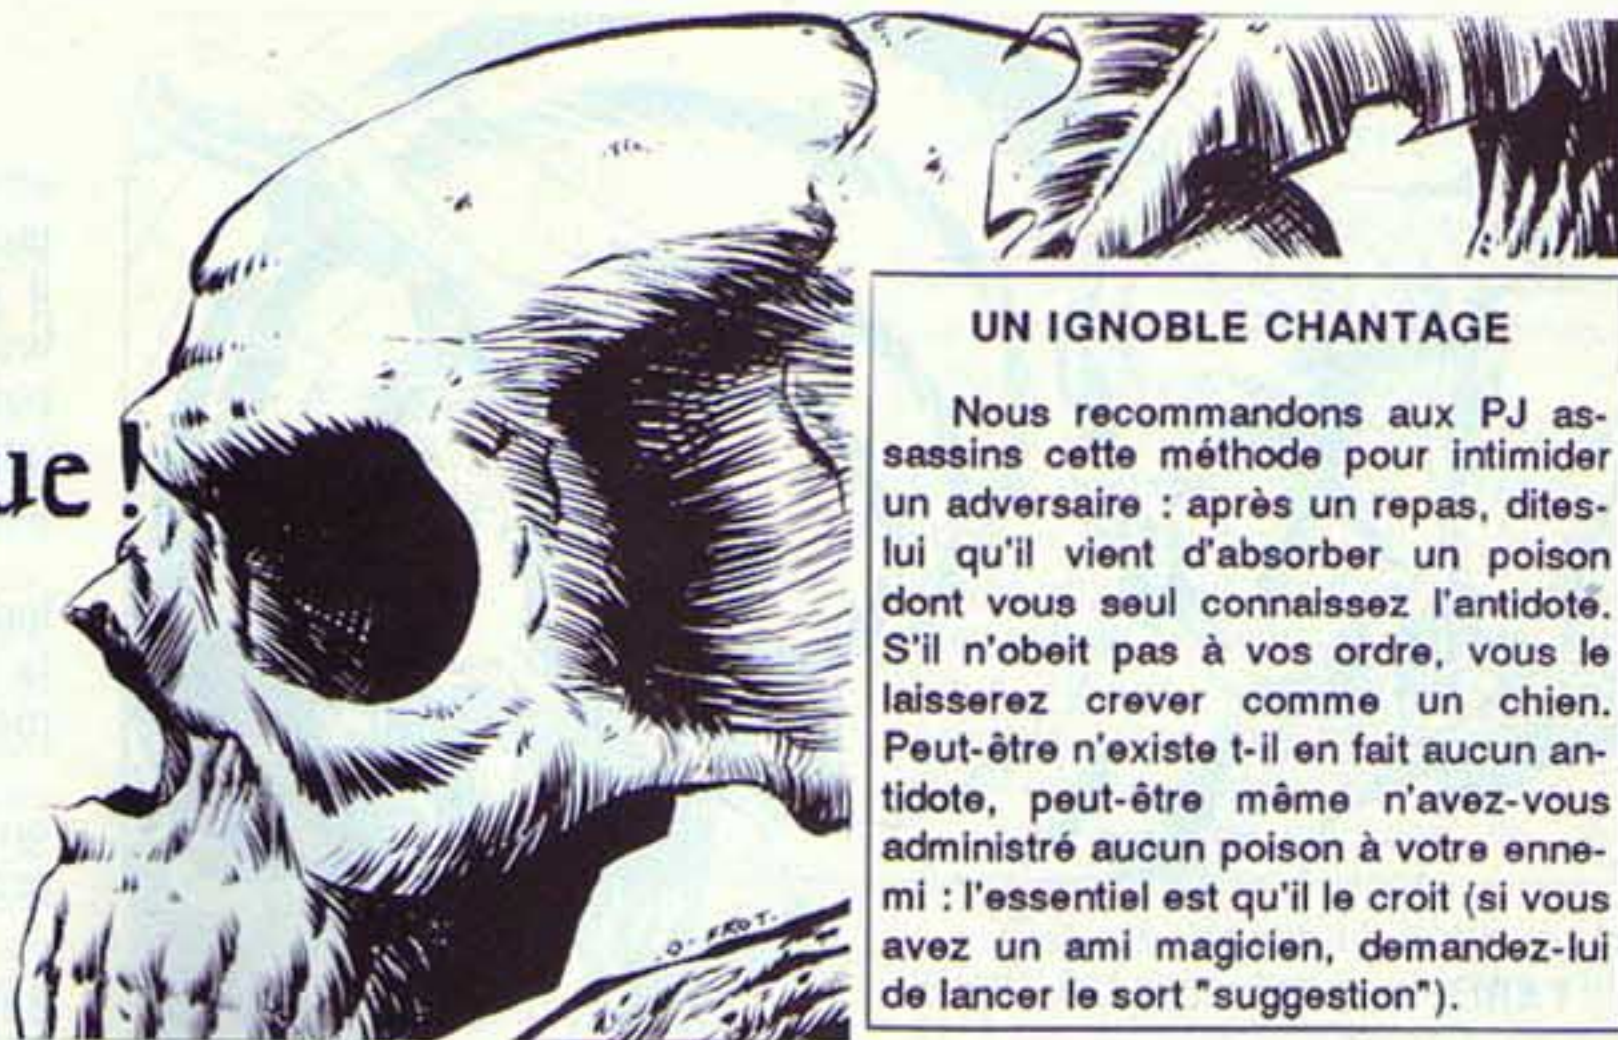 ue !
UN IGNOBLE CHANTAGE
Nous recommandons aux PJ as-
sassins cette méthode pour intimider
un adversaire : après un repas, dites-
lui qu'il vient d'absorber un poison
dont vous seul connaissez l'antidote.
S'il n'obeit pas à vos ordre, vous le
laisserez crever comme un chien.
Peut-être n'existe t-il en fait aucun an-
tidote, peut-être même n'avez-vous
administré aucun poison à votre enne-
mi : l'essentiel est qu'il le croit (si vous
avez un ami magicien, demandez-lui
de lancer le sort "suggestion").
O. FROT.